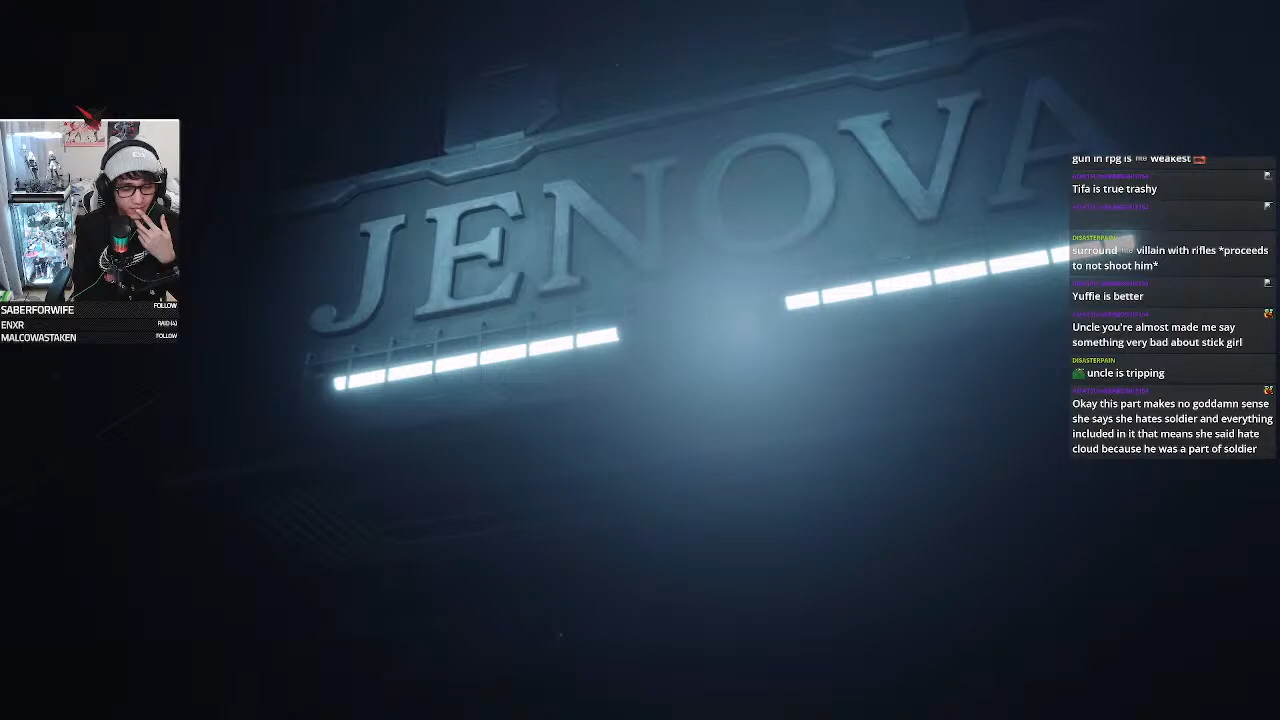 JENOVA
SABERFORWIFE
FOLLOW
ENXR
RAID (4)
MALCOWASTAKEN
FOLLOW
gun in rpg is weakest
Tifa is true trashy
DISASTERPAIN
surround villain with rifles *proceeds
to not shoot him*
Yuffie is better
Uncle you're almost made me say
something very bad about stick girl
DISASTERPAIN
uncle is tripping
Okay this part makes no goddamn sense
she says she hates soldier and everything
included in it that means she said hate
cloud because he was a part of soldier